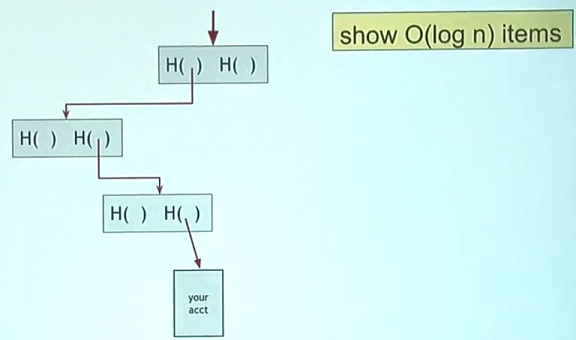 show O(log n) items
H( ) H( )
H( ) H( )
H( ) H( )
your
acct